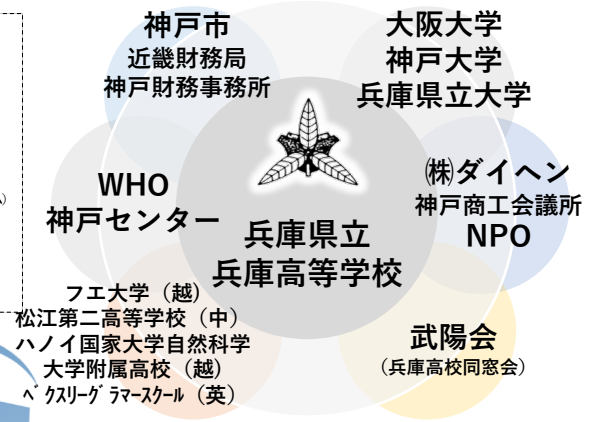 神戸市
近畿財務局
神戸財務事務所
大阪大学
神戸大学
兵庫県立大学
WHO
神戸センター
兵庫県立
兵庫高等学校
㈱ダイヘン
神戸商工会議所
NPO
フエ大学（越）
松江第二高等学校（中）
ハノイ国家大学自然科学
大学附属高校（越）
ベクスリーグラマースクール（英）
武陽会
（兵庫高校同窓会）